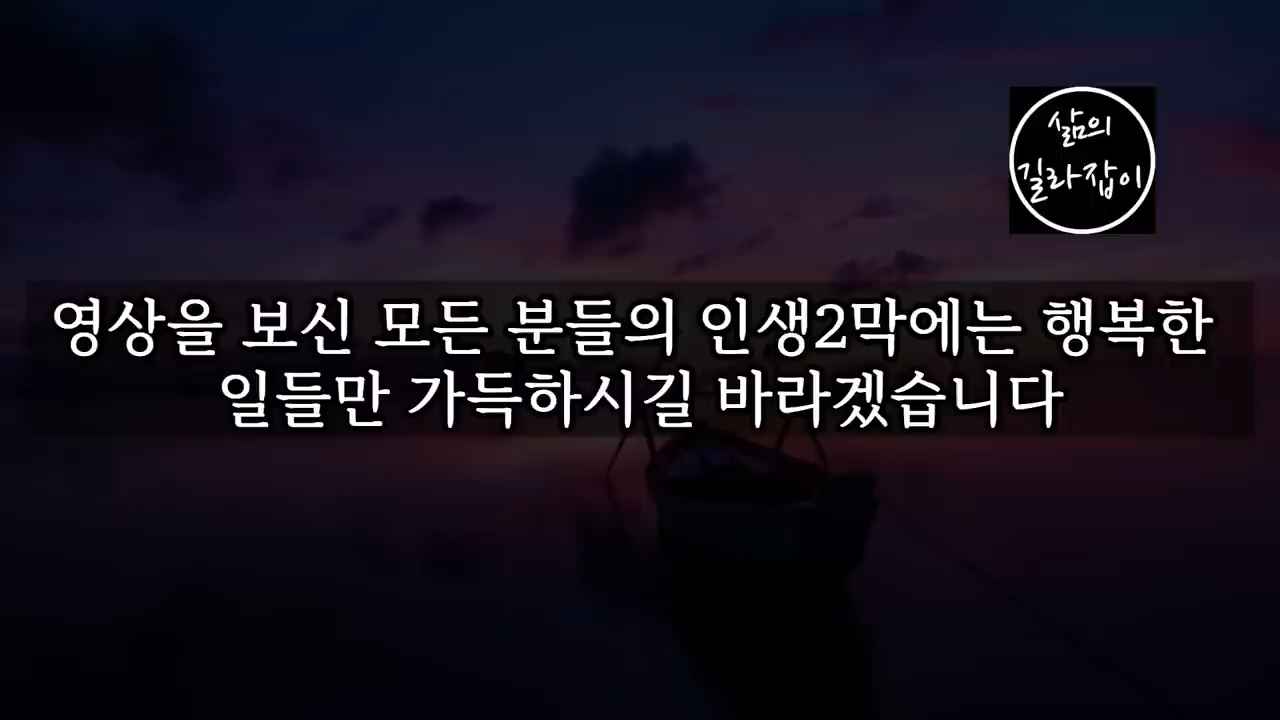 삶의
길라잡이
영상을 보신 모든 분들의 인생2막에는 행복한
일들만 가득하시길 바라겠습니다